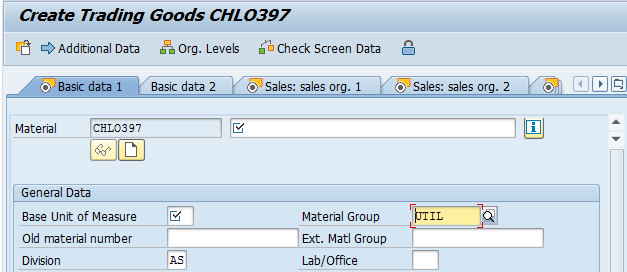 Create Trading Goods CHLO397
Additional Data Org. Levels Check Screen Data
Basic data 1 Basic data 2 Sales: sales org. 1 Sales: sales org. 2
Material CHLO397
General Data
Base Unit of Measure Material Group UTIL
Old material number Ext. Matl Group
Division AS Lab/Office